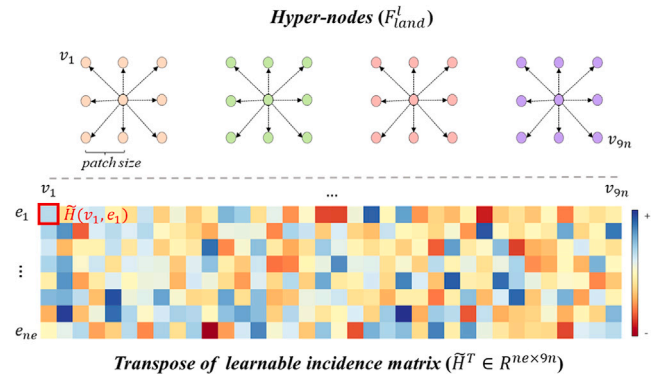 Hyper-nodes (F^l_land)
v_1
v_9n
patch size
v_1 ... v_9n
e_1 H̃(v_1, e_1) +
⋮
e_ne -
Transpose of learnable incidence matrix (H̃^T ∈ R^{ne×9n})